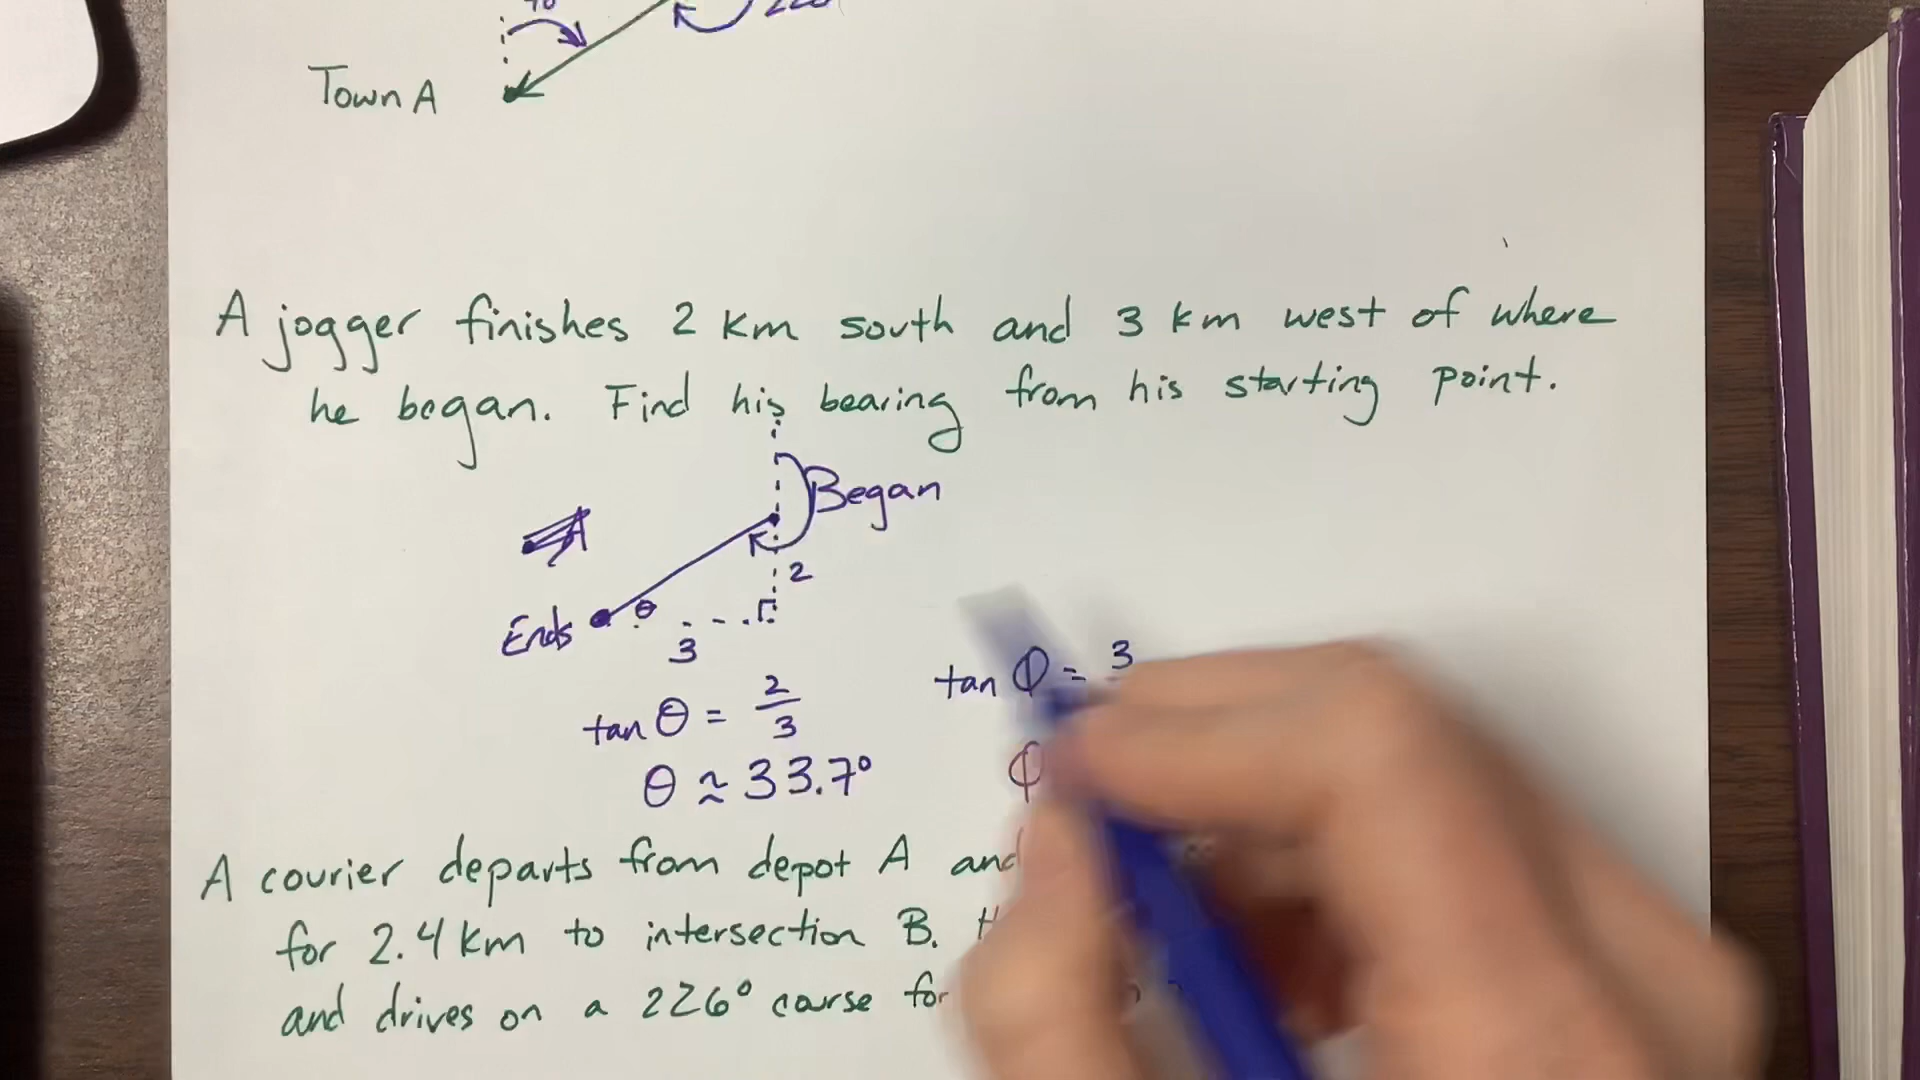 Town A
A jogger finishes 2 km south and 3 km west of where
he began. Find his bearing from his starting point.
Began
2
Ends θ
3
tan θ = 2/3
tan φ = 3
θ ≈ 33.7°
φ
A courier departs from depot A and
for 2.4 km to intersection B.
and drives on a 226° course for